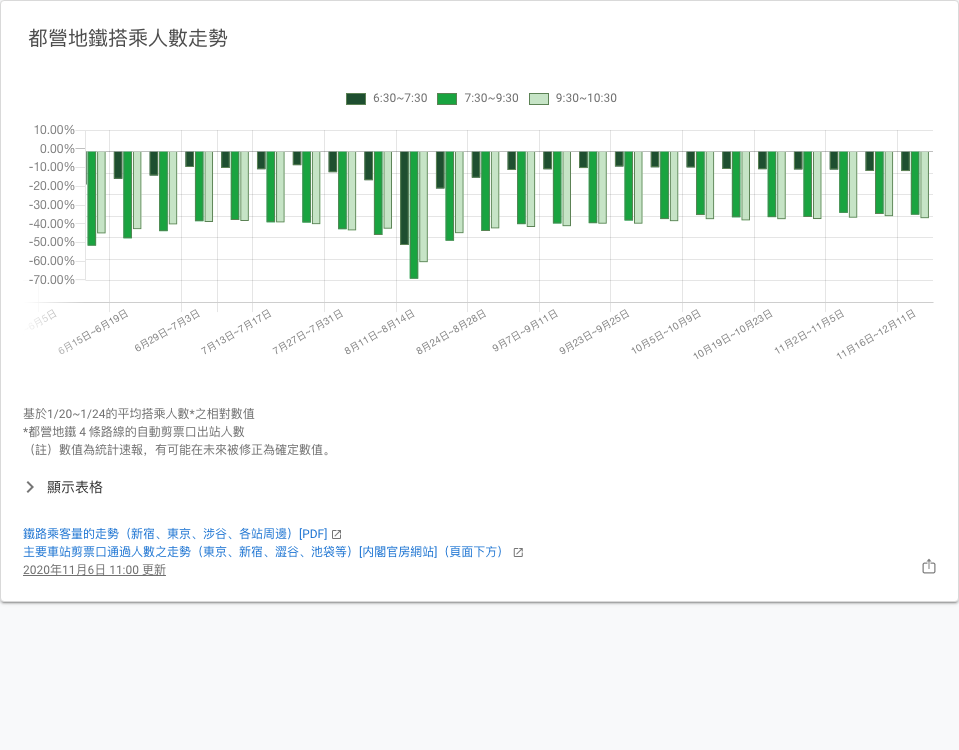 都營地鐵搭乘人數走勢
6:30~7:30 7:30~9:30 9:30~10:30
10.00%
0.00%
-10.00%
-20.00%
-30.00%
-40.00%
-50.00%
-60.00%
-70.00%
6月15日~6月19日
6月29日~7月3日
7月13日~7月17日
7月27日~7月31日
8月11日~8月14日
8月24日~8月28日
9月7日~9月11日
9月23日~9月25日
10月5日~10月9日
10月19日~10月23日
11月2日~11月5日
11月16日~12月11日
基於1/20~1/24的平均搭乘人數*之相對數值
*都營地鐵 4 條路線的自動剪票口出站人數
（註）數值為統計速報，有可能在未來被修正為確定數值。
顯示表格
鐵路乘客量的走勢（新宿、東京、涉谷、各站周邊）[PDF]
主要車站剪票口通過人數之走勢（東京、新宿、澀谷、池袋等）[内閣官房網站]（頁面下方）
2020年11月6日 11:00 更新